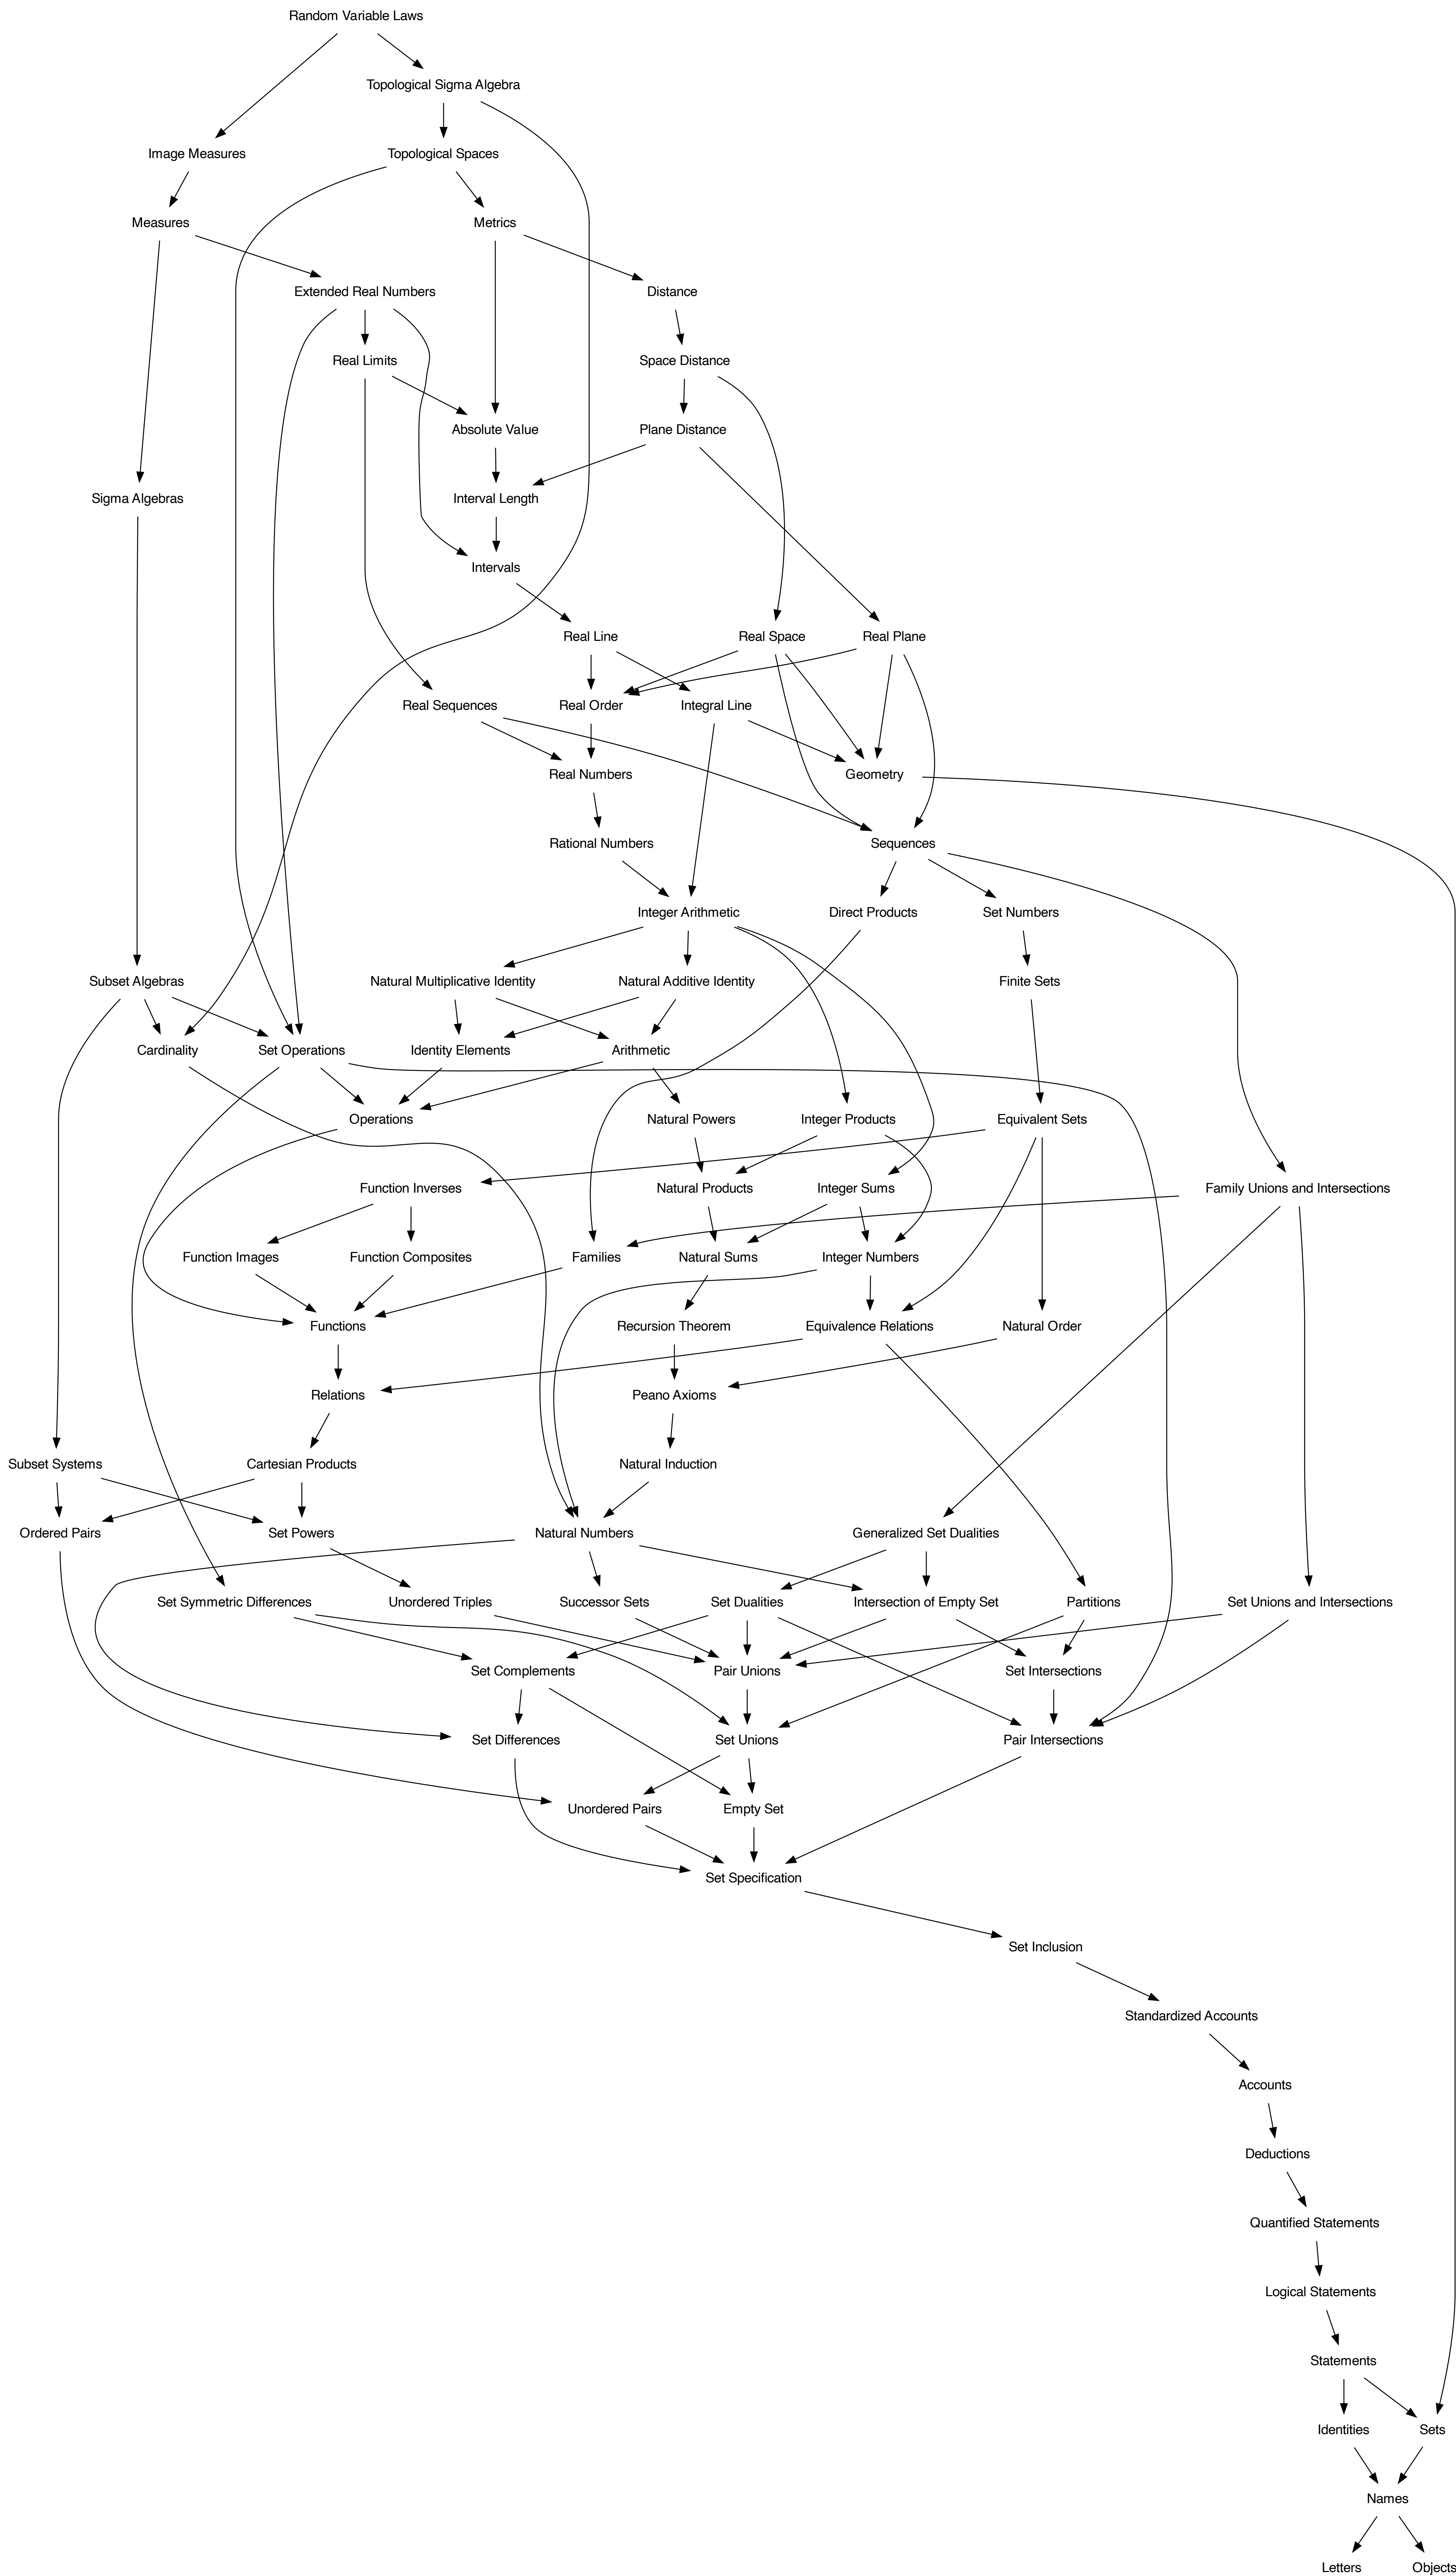 Random Variable Laws
Topological Sigma Algebra
Image Measures
Topological Spaces
Measures
Metrics
Extended Real Numbers
Distance
Real Limits
Space Distance
Absolute Value
Plane Distance
Sigma Algebras
Interval Length
Intervals
Real Line
Real Space
Real Plane
Real Sequences
Real Order
Integral Line
Real Numbers
Geometry
Rational Numbers
Sequences
Integer Arithmetic
Direct Products
Set Numbers
Subset Algebras
Natural Multiplicative Identity
Natural Additive Identity
Finite Sets
Cardinality
Set Operations
Identity Elements
Arithmetic
Operations
Natural Powers
Integer Products
Equivalent Sets
Function Inverses
Natural Products
Integer Sums
Family Unions and Intersections
Function Images
Function Composites
Families
Natural Sums
Integer Numbers
Functions
Recursion Theorem
Equivalence Relations
Natural Order
Relations
Peano Axioms
Subset Systems
Cartesian Products
Natural Induction
Ordered Pairs
Set Powers
Natural Numbers
Generalized Set Dualities
Set Symmetric Differences
Unordered Triples
Successor Sets
Set Dualities
Intersection of Empty Set
Partitions
Set Unions and Intersections
Set Complements
Pair Unions
Set Intersections
Set Differences
Set Unions
Pair Intersections
Unordered Pairs
Empty Set
Set Specification
Set Inclusion
Standardized Accounts
Accounts
Deductions
Quantified Statements
Logical Statements
Statements
Identities
Sets
Names
Letters
Objects